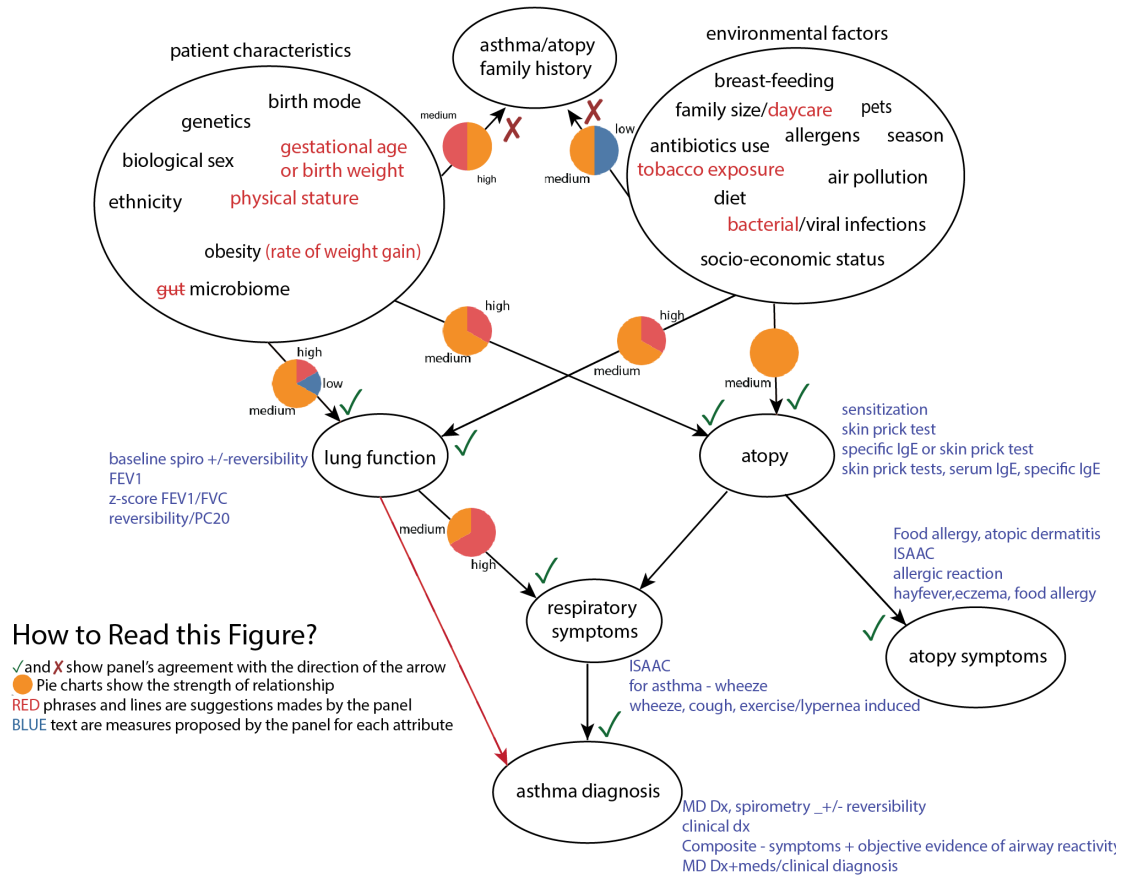 patient characteristics
asthma/atopy
family history
environmental factors
birth mode
genetics
biological sex
gestational age
or birth weight
ethnicity
physical stature
obesity (rate of weight gain)
gut microbiome
medium
high
low
medium
breast-feeding
family size/daycare
pets
allergens
season
antibiotics use
tobacco exposure
air pollution
diet
bacterial/viral infections
socio-economic status
high
medium
high
medium
high
low
medium
medium
lung function
atopy
baseline spiro +/-reversibility
FEV1
z-score FEV1/FVC
reversibility/PC20
sensitization
skin prick test
specific IgE or skin prick test
skin prick tests, serum IgE, specific IgE
medium
high
Food allergy, atopic dermatitis
ISAAC
allergic reaction
hayfever,eczema, food allergy
respiratory
symptoms
atopy symptoms
How to Read this Figure?
✓and ✗ show panel's agreement with the direction of the arrow
Pie charts show the strength of relationship
RED phrases and lines are suggestions made by the panel
BLUE text are measures proposed by the panel for each attribute
ISAAC
for asthma - wheeze
wheeze, cough, exercise/lypernea induced
asthma diagnosis
MD Dx, spirometry _+/- reversibility
clinical dx
Composite - symptoms + objective evidence of airway reactivity
MD Dx+meds/clinical diagnosis